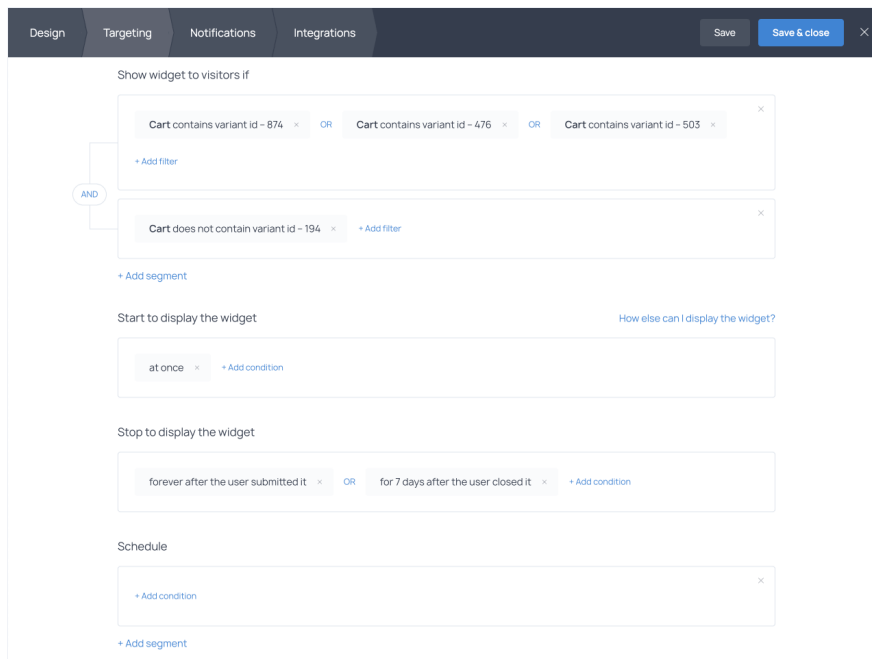 Design Targeting Notifications Integrations Save Save & close
Show widget to visitors if
Cart contains variant id – 874 × OR Cart contains variant id – 476 × OR Cart contains variant id – 503 ×
+ Add filter
AND
Cart does not contain variant id – 194 × + Add filter
+ Add segment
Start to display the widget How else can I display the widget?
at once × + Add condition
Stop to display the widget
forever after the user submitted it × OR for 7 days after the user closed it × + Add condition
Schedule
+ Add condition
+ Add segment